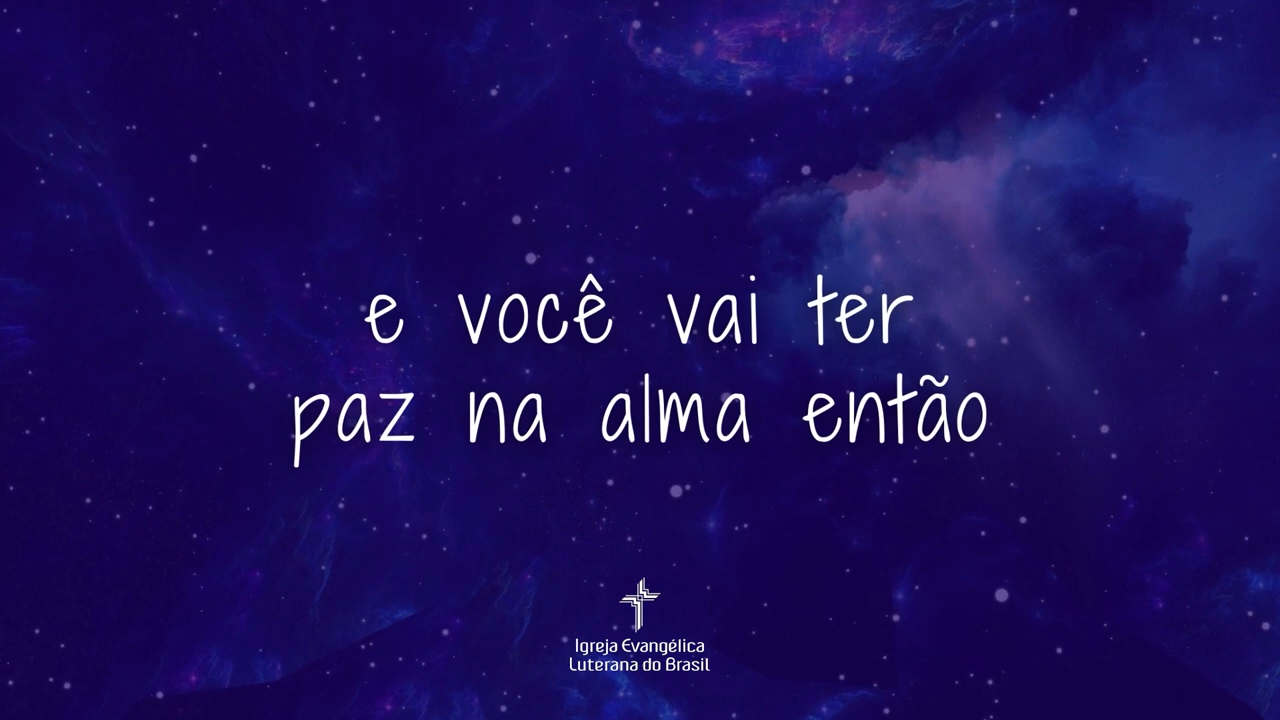 e você vai ter
paz na alma então
Igreja Evangélica
Luterana do Brasil